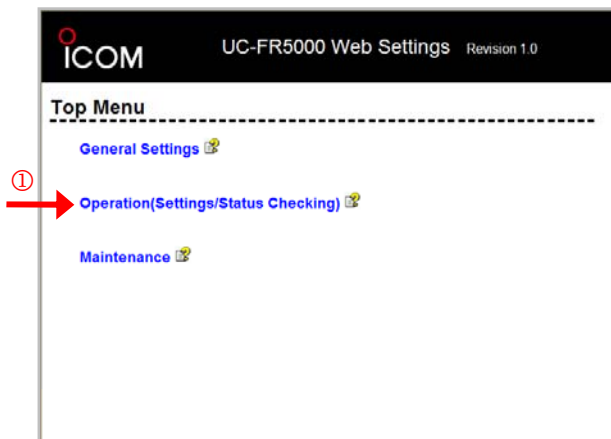 ICOM UC-FR5000 Web Settings Revision 1.0
Top Menu
General Settings
① Operation(Settings/Status Checking)
Maintenance